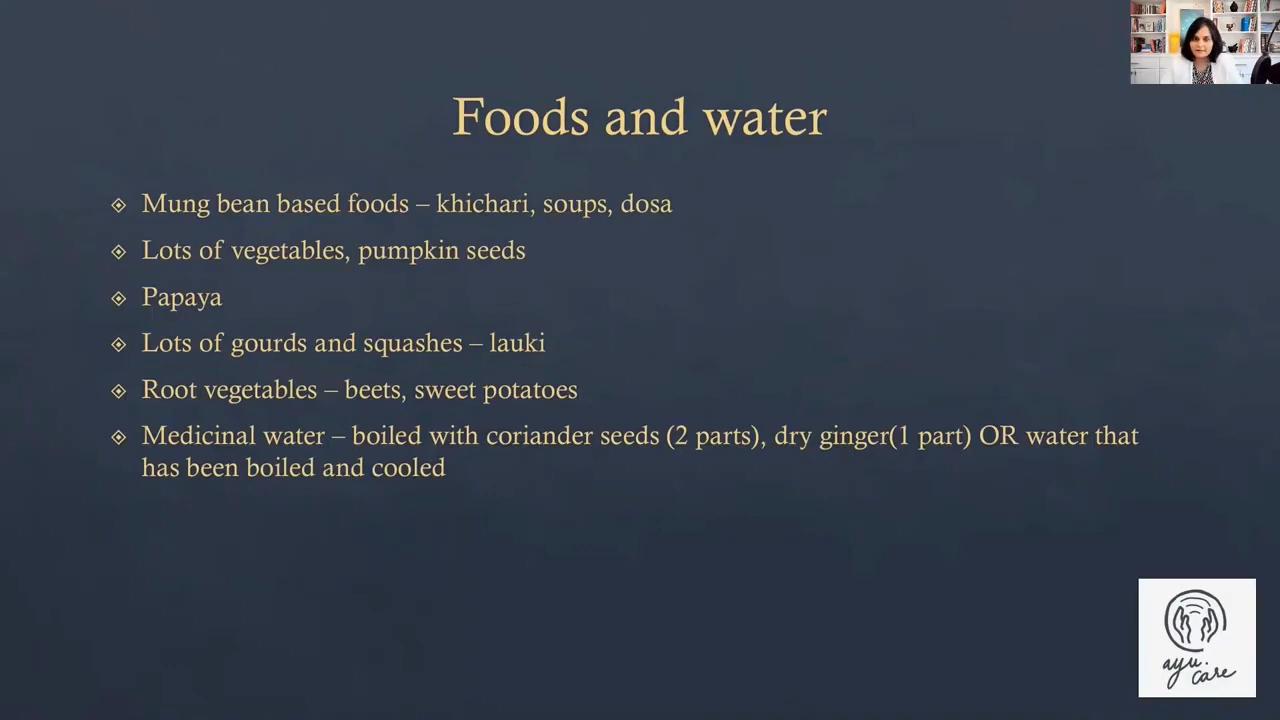 Foods and water
Mung bean based foods – khichari, soups, dosa
Lots of vegetables, pumpkin seeds
Papaya
Lots of gourds and squashes – lauki
Root vegetables – beets, sweet potatoes
Medicinal water – boiled with coriander seeds (2 parts), dry ginger(1 part) OR water that
has been boiled and cooled
ayu.
care